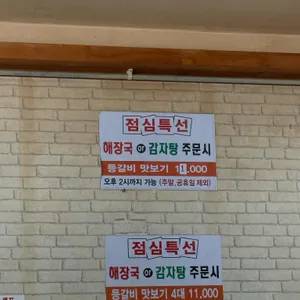 점심특선
해장국 or 감자탕 주문시
등갈비 맛보기 11.000
오후 2시까지 가능 (주말,공휴일 제외)
점심특선
해장국 or 감자탕 주문시
등갈비 맛보기 4대 11.000